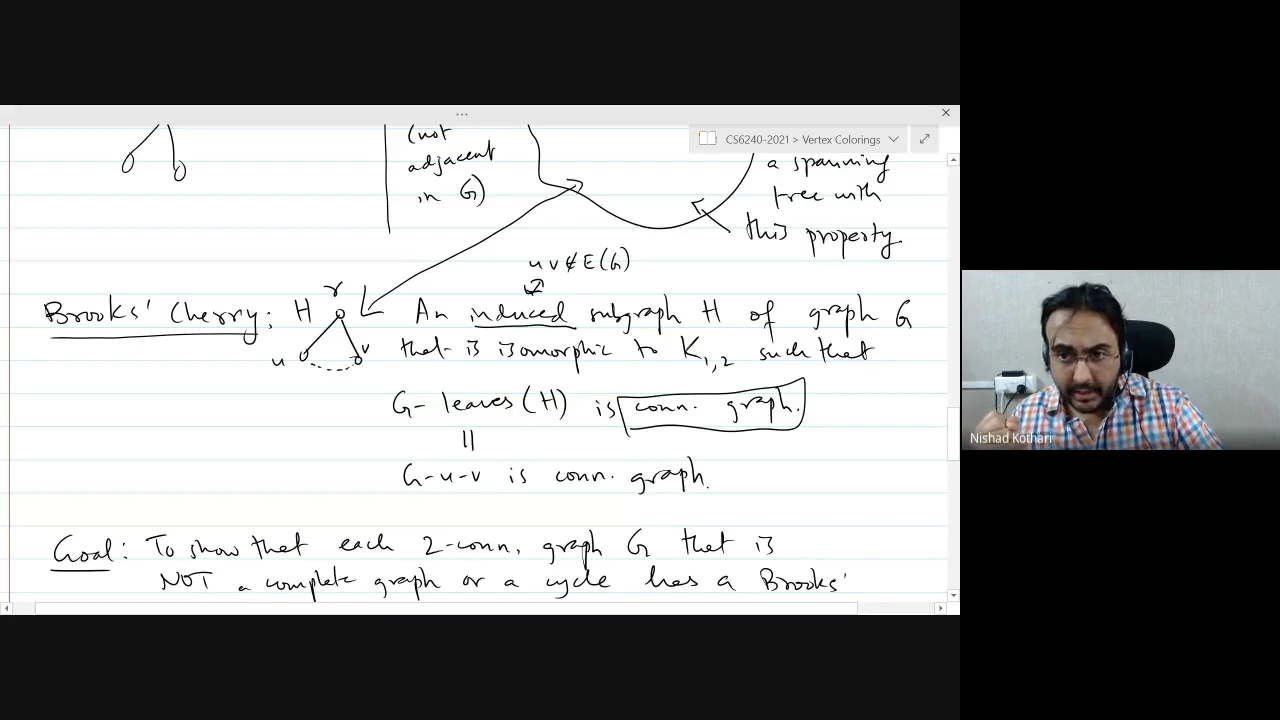 CS6240-2021 > Vertex Colorings
(not
adjacent
in G)
a spanning
tree with
this property.
uv∉E(G)
Brooks' Cherry: H r u v An induced subgraph H of graph G
that is isomorphic to K1,2 such that
G- leaves (H) is conn. graph.
||
G-u-v is conn. graph.
Goal: To show that each 2-conn. graph G that is
NOT a complete graph or a cycle has a Brooks'
Nishad Kothari